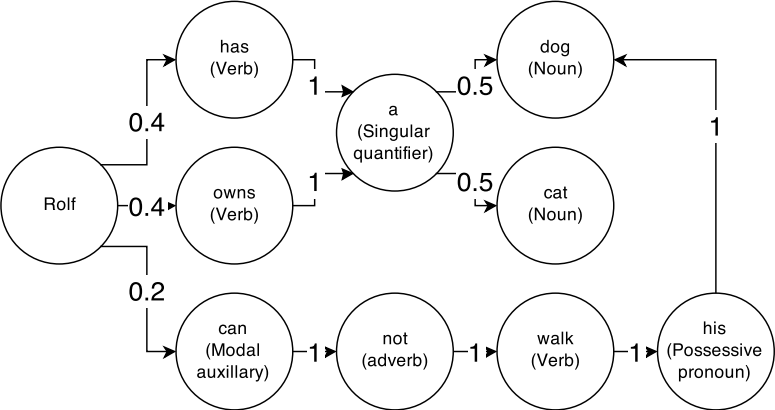 has
(Verb)
dog
(Noun)
1
0.5
a
(Singular
quantifier)
0.4
1
Rolf
0.4
owns
(Verb)
1
0.5
cat
(Noun)
0.2
can
(Modal
auxillary)
1
not
(adverb)
1
walk
(Verb)
1
his
(Possessive
pronoun)